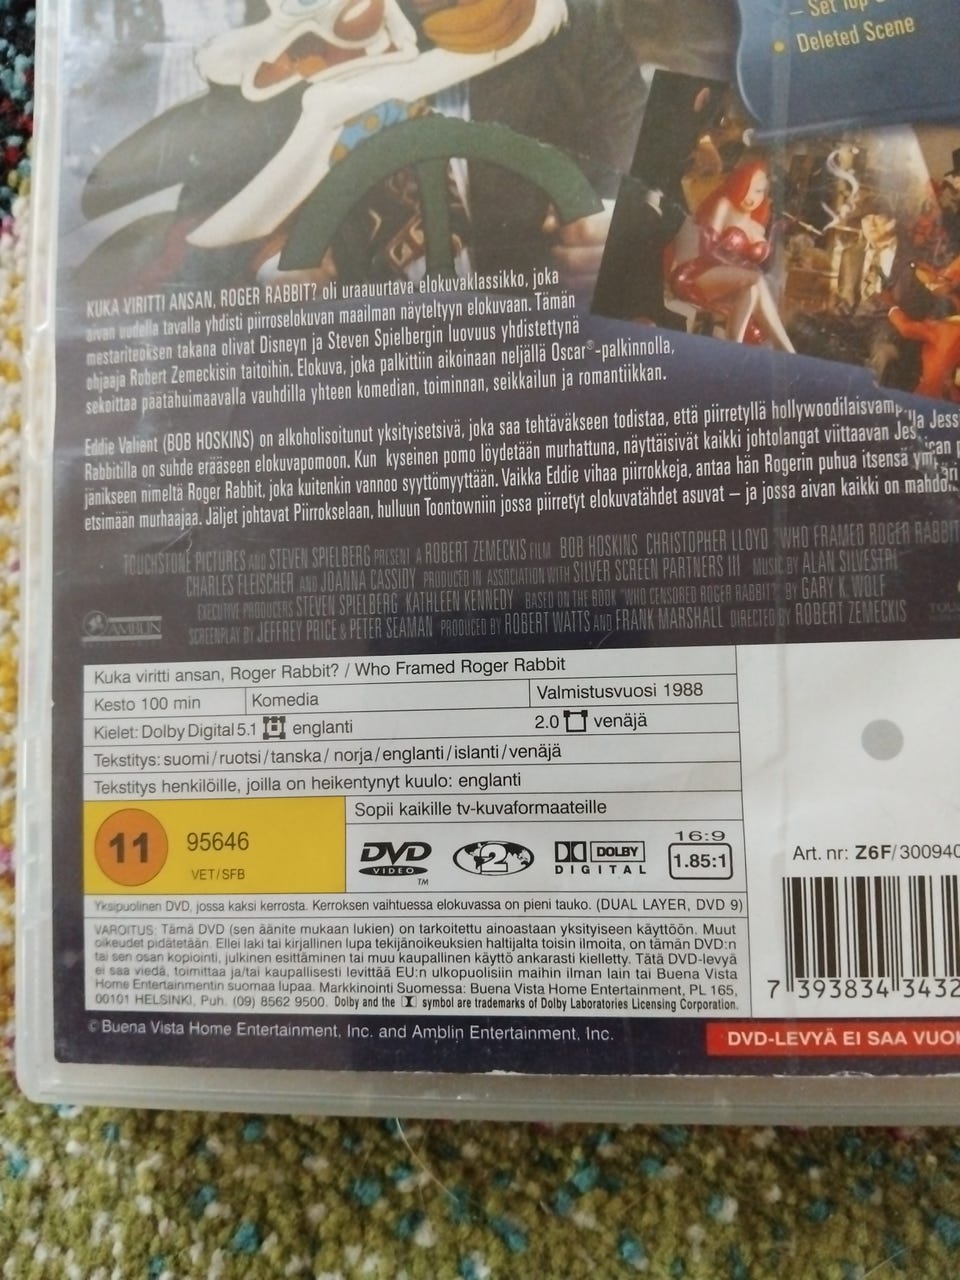 – Set Top
• Deleted Scene
KUKA VIRITTI ANSAN, ROGER RABBIT? oli uraauurtava elokuvaklassikko, joka
aivan uudella tavalla yhdisti piirroselokuvan maailman näyteltyyn elokuvaan. Tämän
mestariteoksen takana olivat Disneyn ja Steven Spielbergin luovuus yhdistettynä
ohjaaja Robert Zemeckisin taitoihin. Elokuva, joka palkittiin aikoinaan neljällä Oscar®-palkinnolla,
sekoittaa päätähuimaavalla vauhdilla yhteen komedian, toiminnan, seikkailun ja romantiikan.
Eddie Valiant (BOB HOSKINS) on alkoholisoitunut yksityisetsivä, joka saa tehtäväkseen todistaa, että piirretyllä hollywoodilaisvamp lla Jess
Rabbitilla on suhde erääseen elokuvapomoon. Kun kyseinen pomo löydetään murhattuna, näyttäisivät kaikki johtolangat viittaavan Jes ican
jänikseen nimeltä Roger Rabbit, joka kuitenkin vannoo syyttömyyttään. Vaikka Eddie vihaa piirrokkeja, antaa hän Rogerin puhua itsensä
etsimään murhaajaa. Jäljet johtavat Piirrokselaan, hulluun Toontowniin jossa piirretyt elokuvatähdet asuvat – ja jossa aivan kaikki on
TOUCHSTONE PICTURES AND STEVEN SPIELBERG PRESENT A ROBERT ZEMECKIS FILM BOB HOSKINS CHRISTOPHER LLOYD "WHO FRAMED ROGER RABBIT
CHARLES FLEISCHER AND JOANNA CASSIDY PRODUCED IN ASSOCIATION WITH SILVER SCREEN PARTNERS III MUSIC BY ALAN SILVESTRI
EXECUTIVE PRODUCERS STEVEN SPIELBERG KATHLEEN KENNEDY BASED ON THE BOOK "WHO CENSORED ROGER RABBIT?" BY GARY K. WOLF
AMBLIN SCREENPLAY BY JEFFREY PRICE & PETER SEAMAN PRODUCED BY ROBERT WATTS AND FRANK MARSHALL DIRECTED BY ROBERT ZEMECKIS
Kuka viritti ansan, Roger Rabbit? / Who Framed Roger Rabbit
Kesto 100 min Komedia Valmistusvuosi 1988
Kielet: Dolby Digital 5.1 englanti 2.0 venäjä
Tekstitys: suomi/ruotsi/tanska/norja/englanti/islanti/venäjä
Tekstitys henkilöille, joilla on heikentynyt kuulo: englanti
Sopii kaikille tv-kuvaformaateille
11 95646
VET/SFB
DVD VIDEO TM
2
DOLBY DIGITAL
16:9
1.85:1
Art. nr: Z6F/300940
Yksipuolinen DVD, jossa kaksi kerrosta. Kerroksen vaihtuessa elokuvassa on pieni tauko. (DUAL LAYER, DVD 9)
VAROITUS: Tämä DVD (sen äänite mukaan lukien) on tarkoitettu ainoastaan yksityiseen käyttöön. Muut
oikeudet pidätetään. Ellei laki tai kirjallinen lupa tekijänoikeuksien haltijalta toisin ilmoita, on tämän DVD:n
tai sen osan kopiointi, julkinen esittäminen tai muu kaupallinen käyttö ankarasti kielletty. Tätä DVD-levyä
ei saa viedä, toimittaa ja/tai kaupallisesti levittää EU:n ulkopuolisiin maihin ilman lain tai Buena Vista
Home Entertainmentin suomaa lupaa. Markkinointi Suomessa: Buena Vista Home Entertainment, PL 165,
00101 HELSINKI, Puh. (09) 8562 9500. Dolby and the symbol are trademarks of Dolby Laboratories Licensing Corporation.
7 393834 3432
© Buena Vista Home Entertainment, Inc. and Amblin Entertainment, Inc.
DVD-LEVYÄ EI SAA VUOK